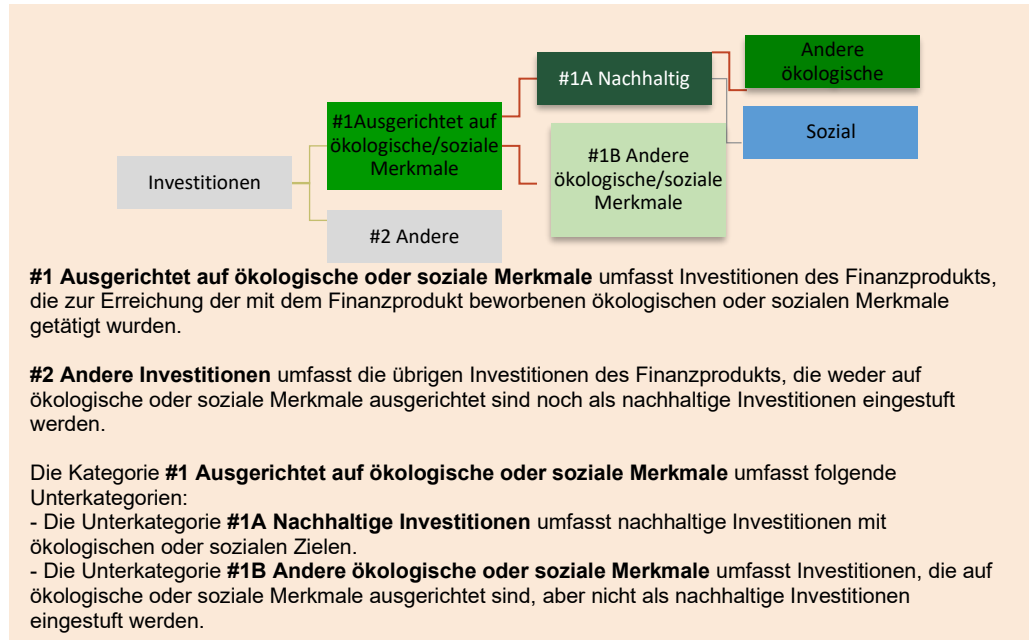 Andere
ökologische
#1A Nachhaltig
#1Ausgerichtet auf
ökologische/soziale
Merkmale
Sozial
#1B Andere
ökologische/soziale
Merkmale
Investitionen
#2 Andere
#1 Ausgerichtet auf ökologische oder soziale Merkmale umfasst Investitionen des Finanzprodukts,
die zur Erreichung der mit dem Finanzprodukt beworbenen ökologischen oder sozialen Merkmale
getätigt wurden.
#2 Andere Investitionen umfasst die übrigen Investitionen des Finanzprodukts, die weder auf
ökologische oder soziale Merkmale ausgerichtet sind noch als nachhaltige Investitionen eingestuft
werden.
Die Kategorie #1 Ausgerichtet auf ökologische oder soziale Merkmale umfasst folgende
Unterkategorien:
- Die Unterkategorie #1A Nachhaltige Investitionen umfasst nachhaltige Investitionen mit
ökologischen oder sozialen Zielen.
- Die Unterkategorie #1B Andere ökologische oder soziale Merkmale umfasst Investitionen, die auf
ökologische oder soziale Merkmale ausgerichtet sind, aber nicht als nachhaltige Investitionen
eingestuft werden.